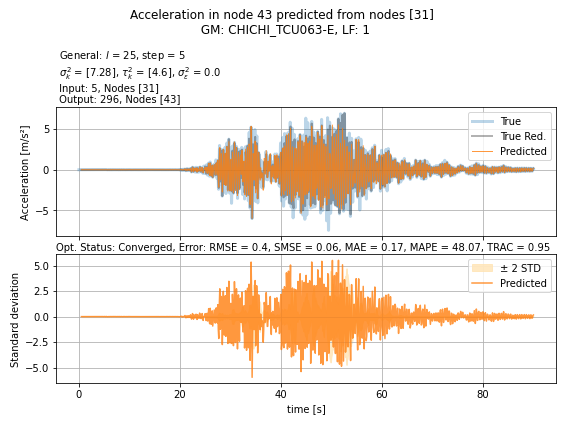 Acceleration in node 43 predicted from nodes [31]
GM: CHICHI_TCU063-E, LF: 1
General: l = 25, step = 5
σ²ₖ = [7.28], τ²ₖ = [4.6], σ²ε = 0.0
Input: 5, Nodes [31]
Output: 296, Nodes [43]
Acceleration [m/s²]
5
0
−5
True
True Red.
Predicted
Opt. Status: Converged, Error: RMSE = 0.4, SMSE = 0.06, MAE = 0.17, MAPE = 48.07, TRAC = 0.95
Standard deviation
5.0
2.5
0.0
−2.5
−5.0
± 2 STD
Predicted
0 20 40 60 80
time [s]